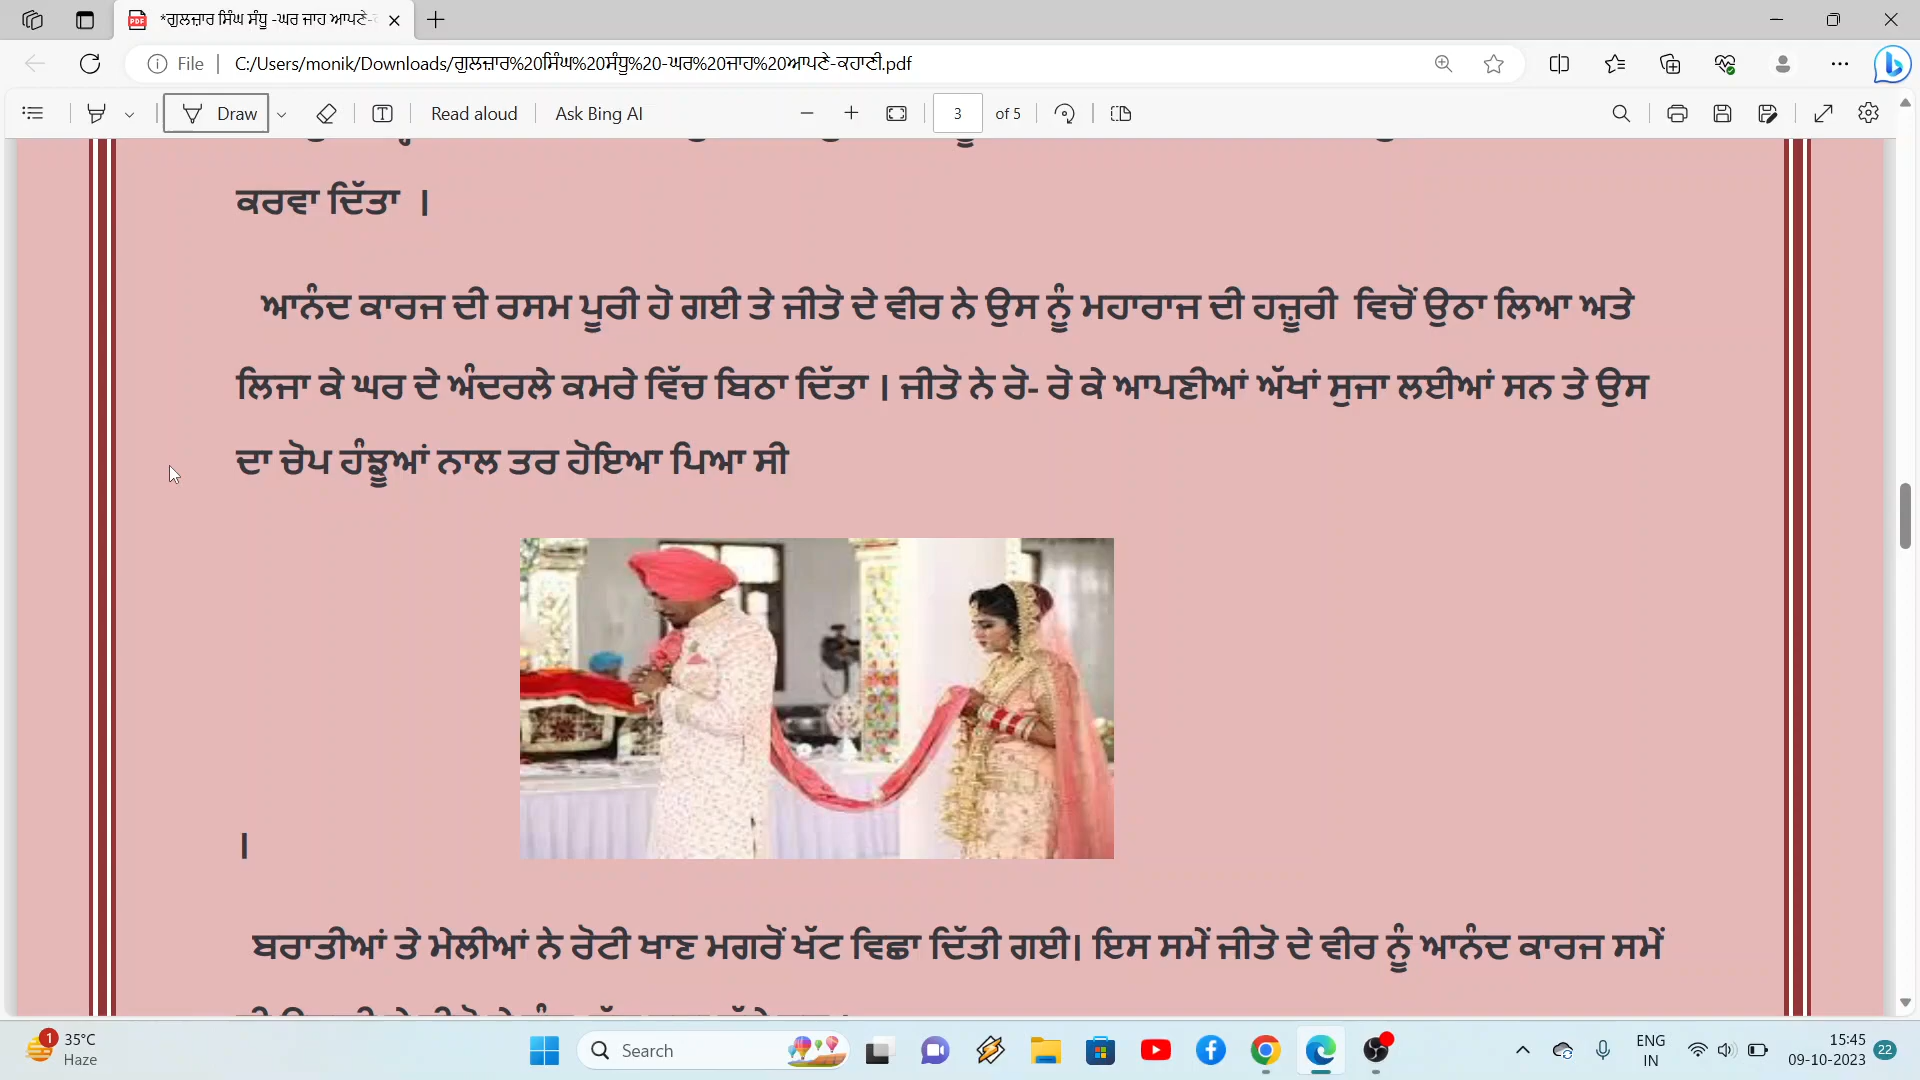 *ਗੁਲਜ਼ਾਰ ਸਿੰਘ ਸੰਧੂ -ਘਰ ਜਾਹ ਆਪਣੇ-
File
C:/Users/monik/Downloads/ਗੁਲਜ਼ਾਰ%20ਸਿੰਘ%20ਸੰਧੂ%20-ਘਰ%20ਜਾਹ%20ਆਪਣੇ-ਕਹਾਣੀ.pdf
Draw
Read aloud
Ask Bing AI
3 of 5
ਕਰਵਾ ਦਿੱਤਾ ।
ਆਨੰਦ ਕਾਰਜ ਦੀ ਰਸਮ ਪੂਰੀ ਹੋ ਗਈ ਤੇ ਜੀਤੋ ਦੇ ਵੀਰ ਨੇ ਉਸ ਨੂੰ ਮਹਾਰਾਜ ਦੀ ਹਜ਼ੂਰੀ ਵਿਚੋਂ ਉਠਾ ਲਿਆ ਅਤੇ
ਲਿਜਾ ਕੇ ਘਰ ਦੇ ਅੰਦਰਲੇ ਕਮਰੇ ਵਿੱਚ ਬਿਠਾ ਦਿੱਤਾ । ਜੀਤੋ ਨੇ ਰੋ- ਰੋ ਕੇ ਆਪਣੀਆਂ ਅੱਖਾਂ ਸੁਜਾ ਲਈਆਂ ਸਨ ਤੇ ਉਸ
ਦਾ ਚੋਪ ਹੰਝੂਆਂ ਨਾਲ ਤਰ ਹੋਇਆ ਪਿਆ ਸੀ
।
ਬਰਾਤੀਆਂ ਤੇ ਮੇਲੀਆਂ ਨੇ ਰੋਟੀ ਖਾਣ ਮਗਰੋਂ ਖੱਟ ਵਿਛਾ ਦਿੱਤੀ ਗਈ। ਇਸ ਸਮੇਂ ਜੀਤੋ ਦੇ ਵੀਰ ਨੂੰ ਆਨੰਦ ਕਾਰਜ ਸਮੇਂ
1
35°C
Haze
Search
ENG
IN
15:45
09-10-2023
22